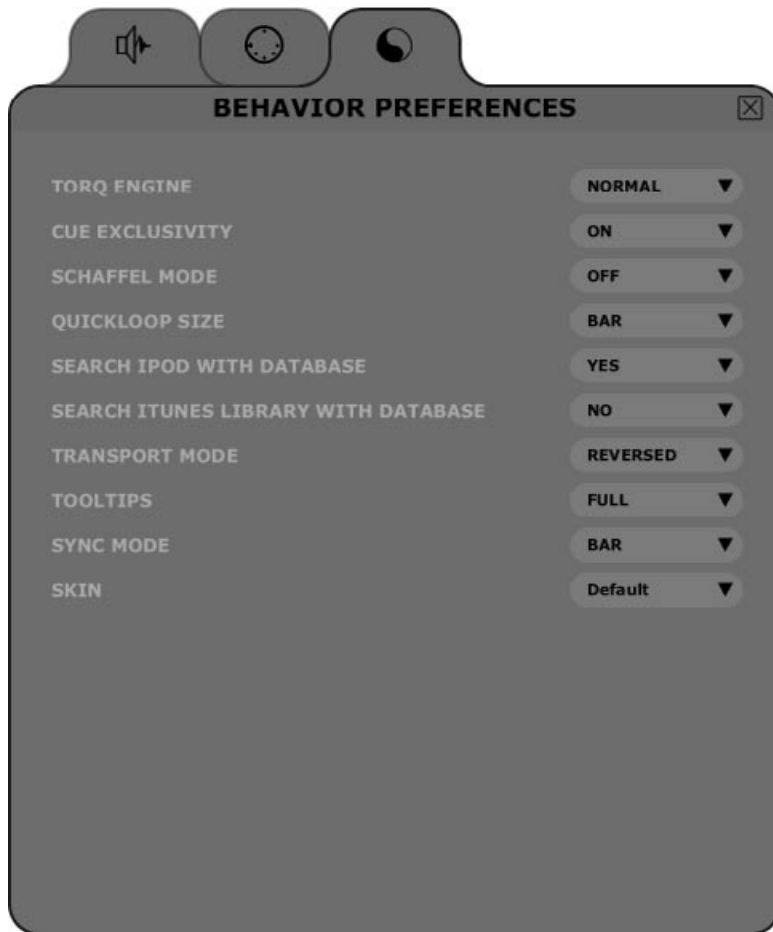 BEHAVIOR PREFERENCES
TORQ ENGINE NORMAL
CUE EXCLUSIVITY ON
SCHAFFEL MODE OFF
QUICKLOOP SIZE BAR
SEARCH IPOD WITH DATABASE YES
SEARCH ITUNES LIBRARY WITH DATABASE NO
TRANSPORT MODE REVERSED
TOOLTIPS FULL
SYNC MODE BAR
SKIN Default